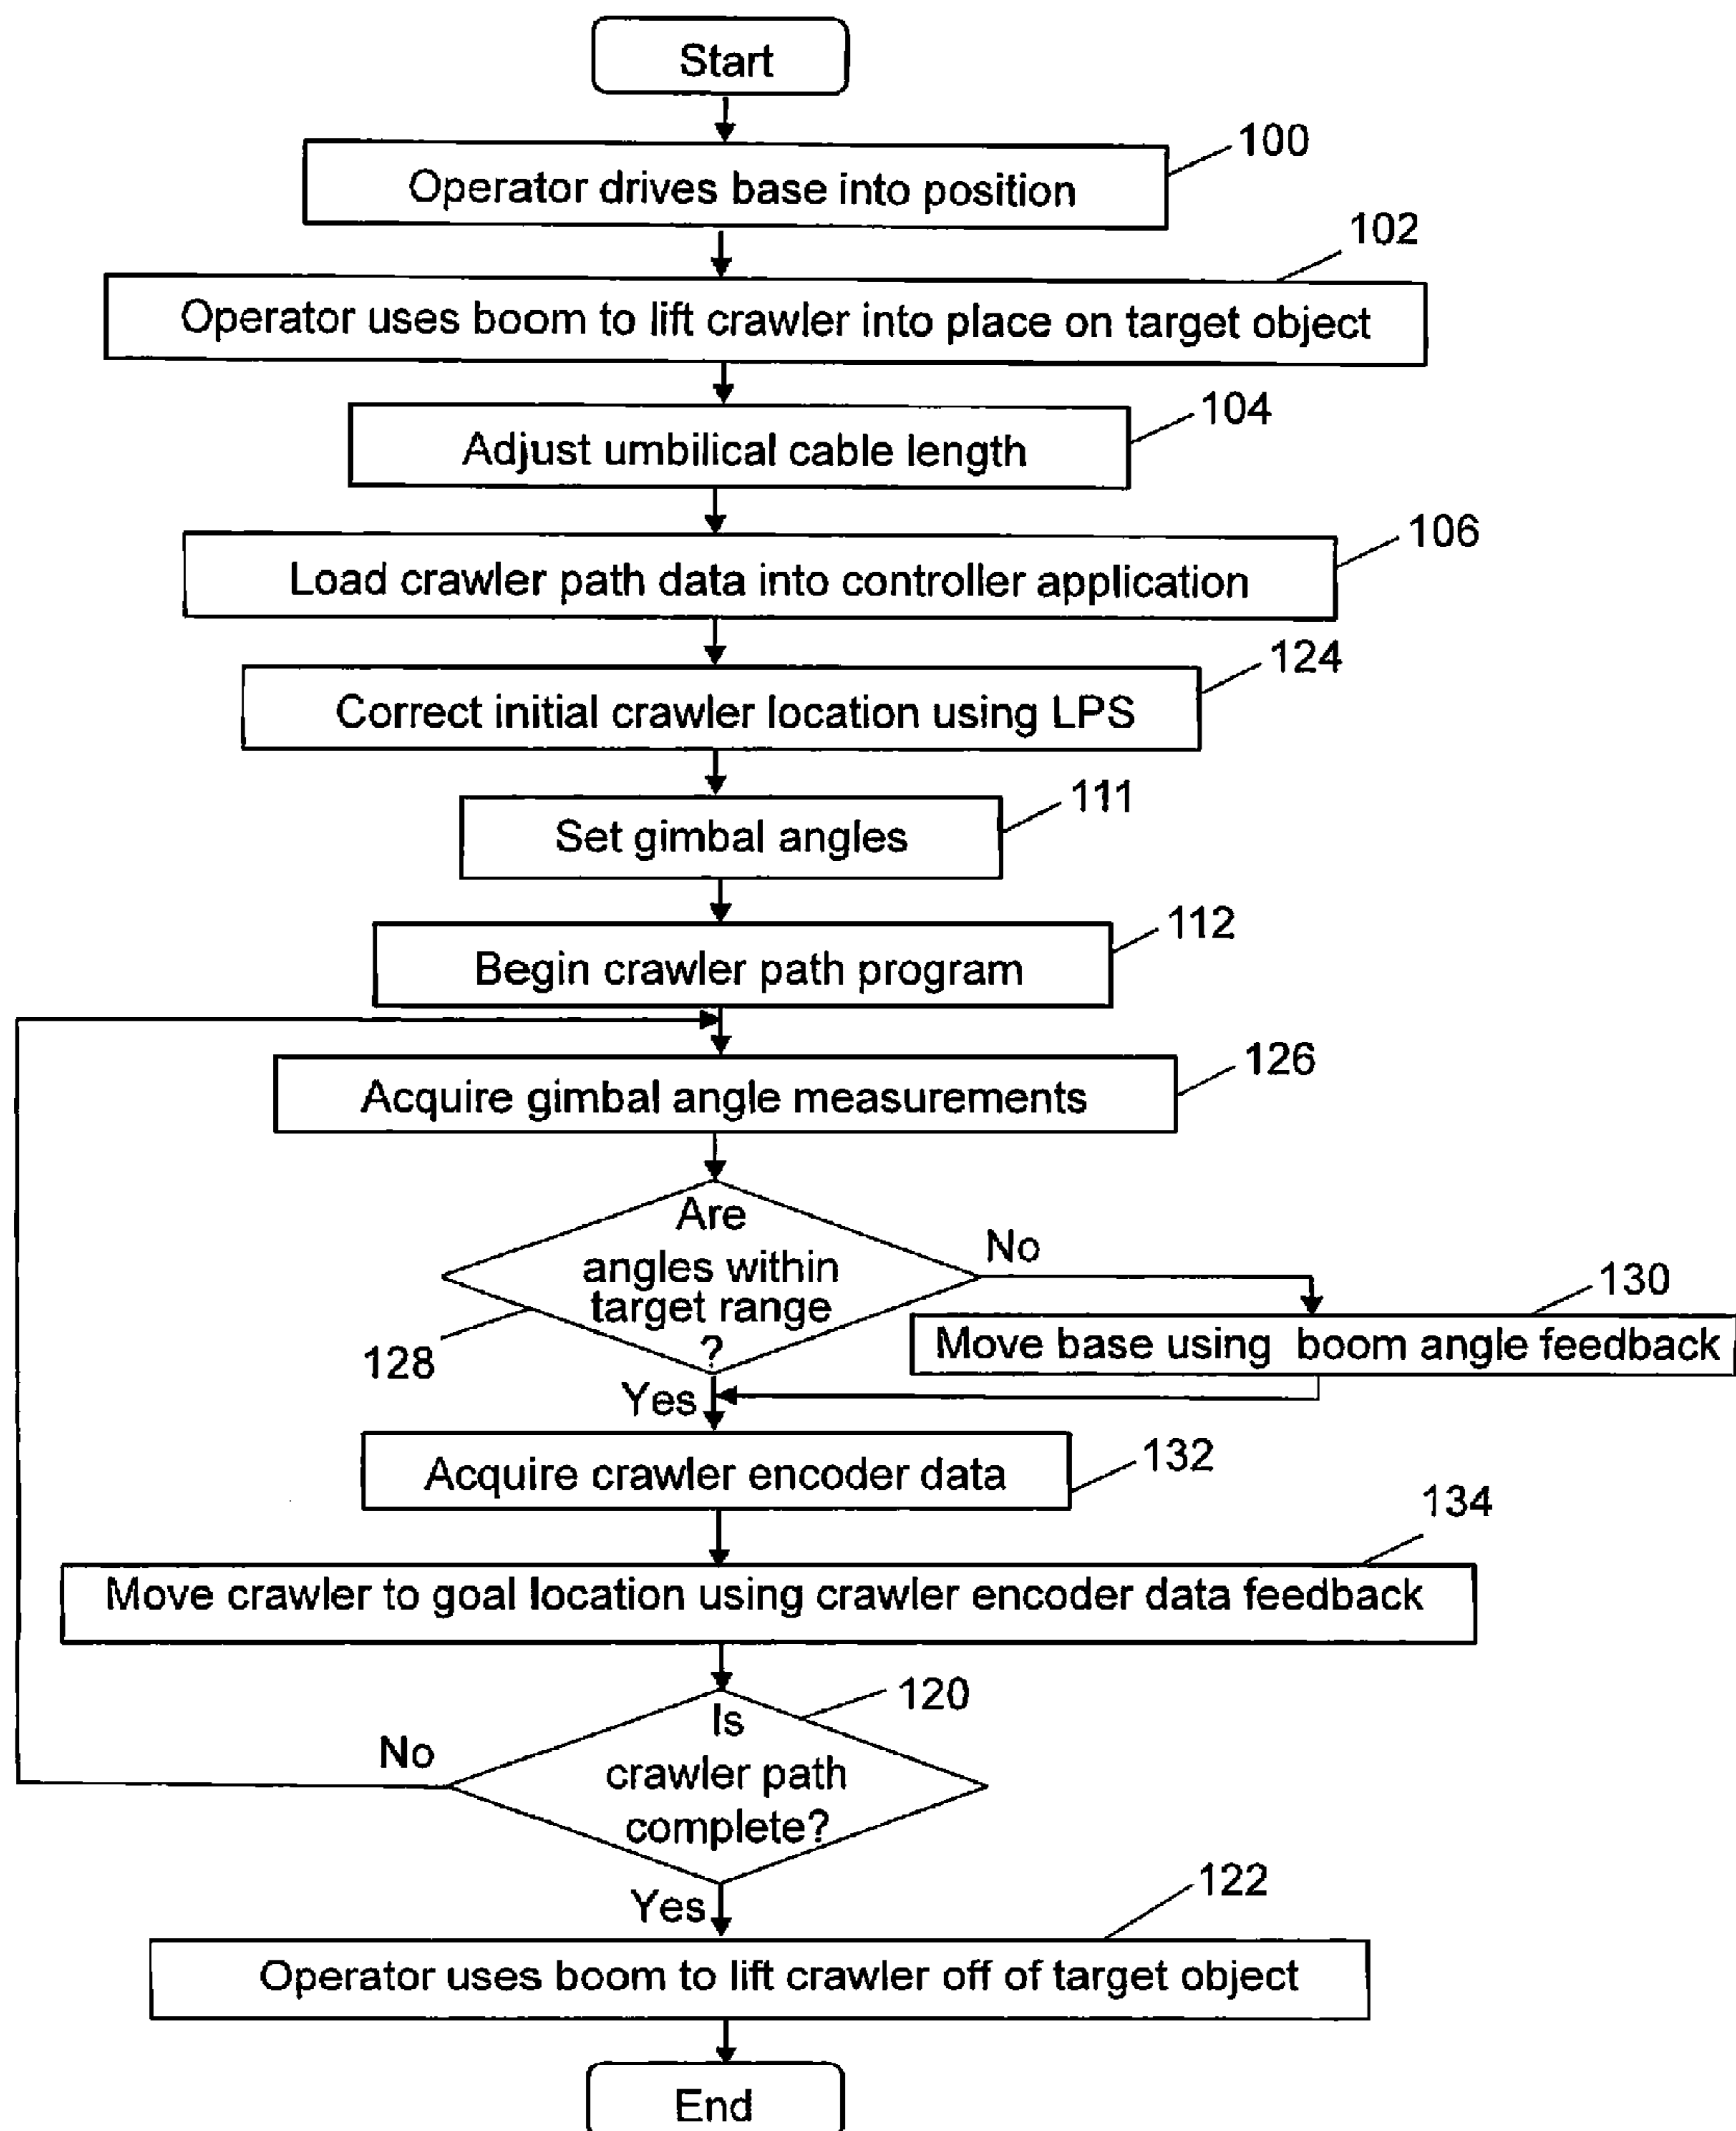 Start
100
Operator drives base into position
102
Operator uses boom to lift crawler into place on target object
104
Adjust umbilical cable length
106
Load crawler path data into controller application
124
Correct initial crawler location using LPS
111
Set gimbal angles
112
Begin crawler path program
126
Acquire gimbal angle measurements
Are
angles within
target range
?
No
128
130
Move base using boom angle feedback
Yes
132
Acquire crawler encoder data
134
Move crawler to goal location using crawler encoder data feedback
120
Is
crawler path
complete?
No
Yes
122
Operator uses boom to lift crawler off of target object
End